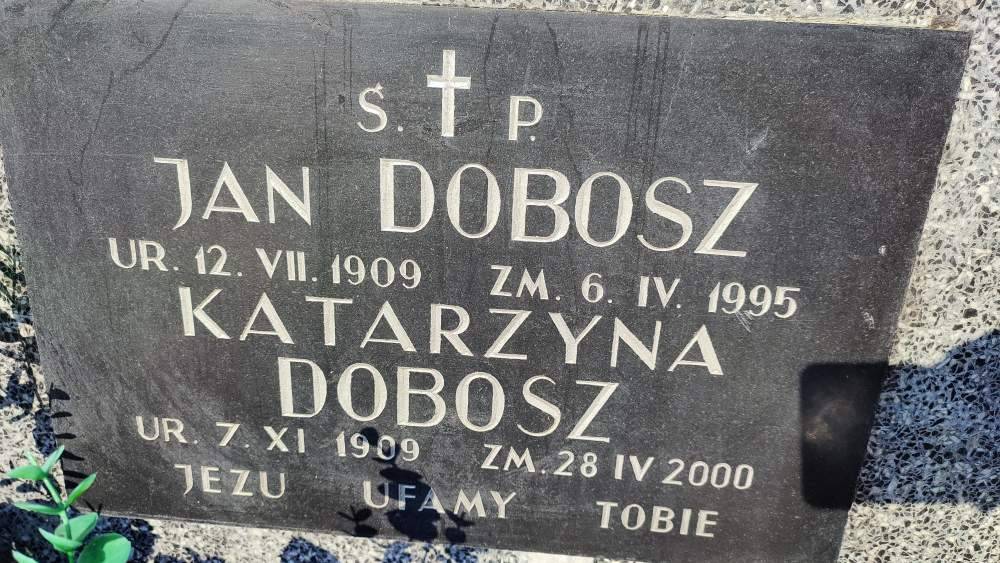 Ś. P.
JAN DOBOSZ
UR. 12. VII. 1909 ZM. 6. IV. 1995
KATARZYNA
DOBOSZ
UR. 7. XI 1909 ZM. 28 IV 2000
JEZU UFAMY TOBIE